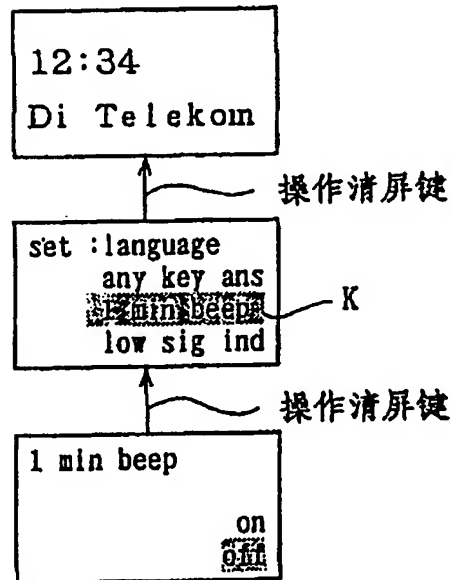 12:34
Di Telekom
操作清屏键
set :language
any key ans
1 min beep
K
low sig ind
操作清屏键
1 min beep
on
off